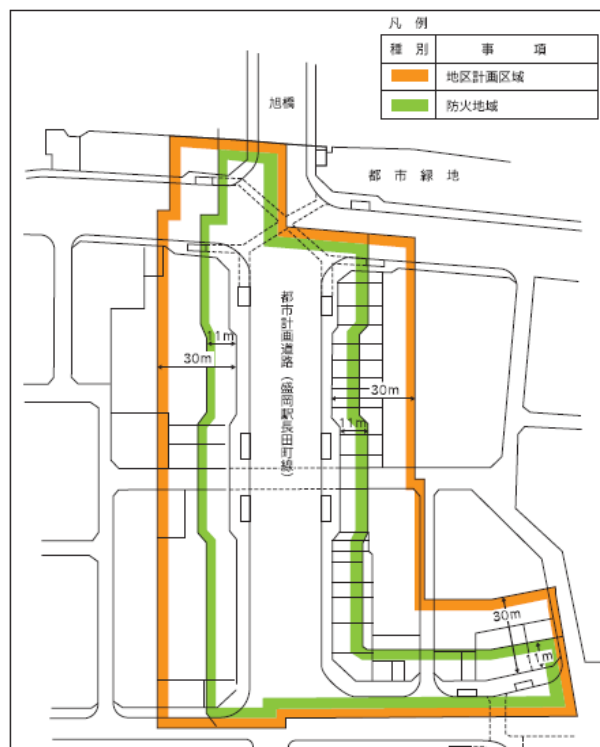 凡 例
種 別 事 項
地区計画区域
防火地域
旭橋
都 市 緑 地
都市計画道路（盛岡駅長田町線）
11m
30m
30m
11m
30m
11m